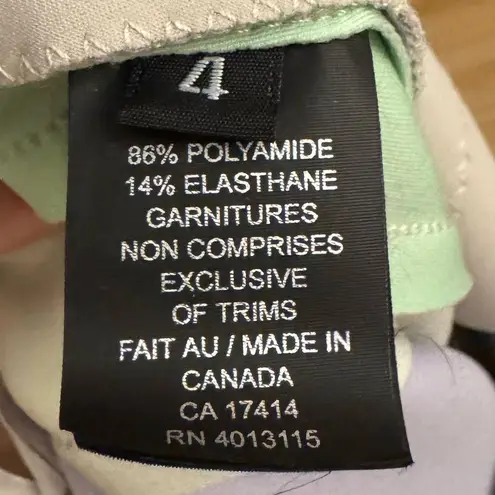 4
86% POLYAMIDE
14% ELASTHANE
GARNITURES
NON COMPRISES
EXCLUSIVE
OF TRIMS
FAIT AU / MADE IN
CANADA
CA 17414
RN 4013115